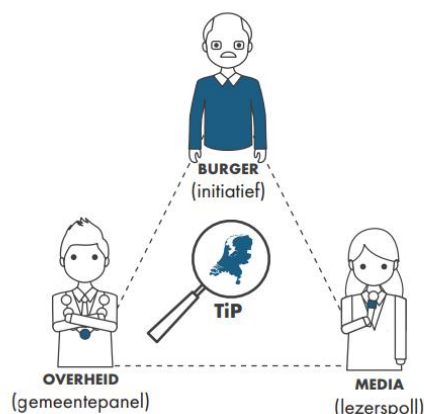 BURGER
(initiatief)
TiP
OVERHEID
(gemeentepanel)
MEDIA
(lezerspoll)